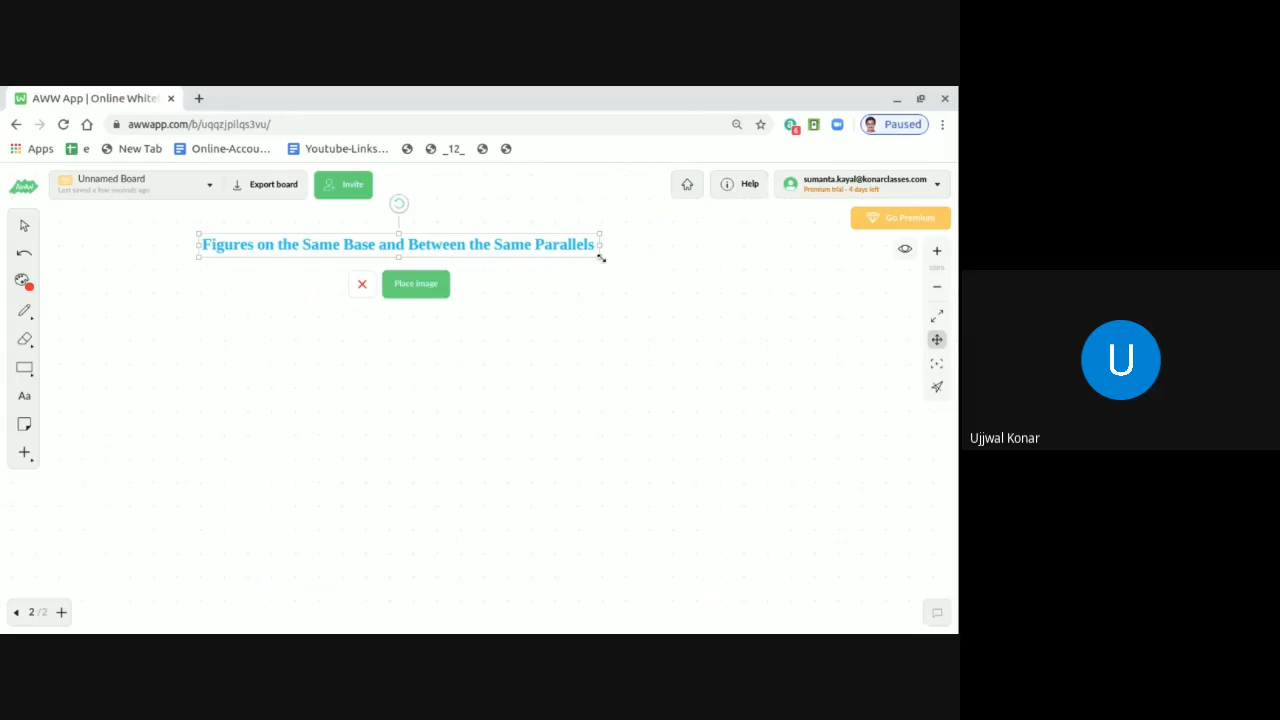 AWW App | Online White
awwapp.com/b/uqqzjpilqs3vu/
Paused
Apps
e
New Tab
Online-Accou...
Youtube-Links...
_12_
Unnamed Board
Last saved a few seconds ago
Export board
Invite
Help
sumanta.kayal@konarclasses.com
Premium trial - 4 days left
Go Premium
Figures on the Same Base and Between the Same Parallels
Place image
100%
Aa
2 /2
U
Ujjwal Konar